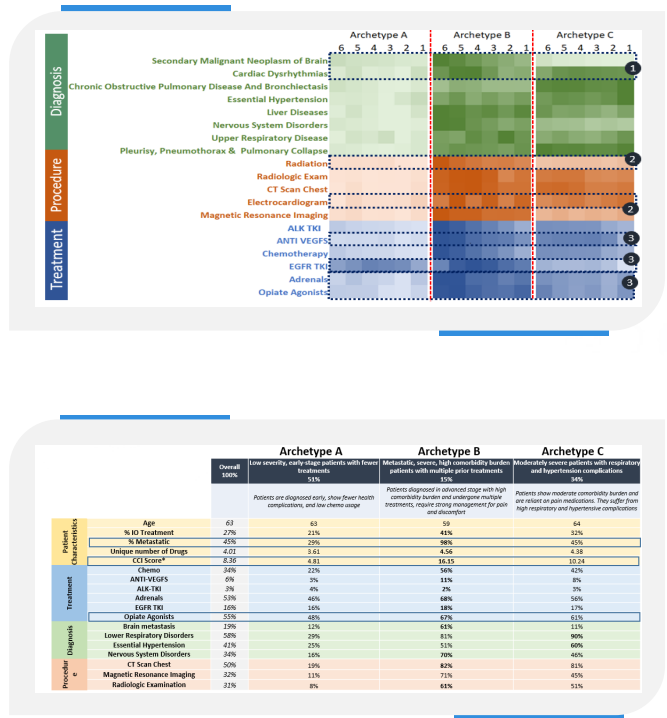 Archetype A Archetype B Archetype C
6 5 4 3 2 1 6 5 4 3 2 1 6 5 4 3 2 1
Diagnosis
Secondary Malignant Neoplasm of Brain
1
Cardiac Dysrhythmias
Chronic Obstructive Pulmonary Disease And Bronchiectasis
Essential Hypertension
Liver Diseases
Nervous System Disorders
Upper Respiratory Disease
Pleurisy, Pneumothorax & Pulmonary Collapse
Procedure
Radiation
2
Radiologic Exam
CT Scan Chest
Electrocardiogram
2
Magnetic Resonance Imaging
Treatment
ALK TKI
ANTI VEGFS
3
Chemotherapy
3
EGFR TKI
Adrenals
3
Opiate Agonists
Archetype A Archetype B Archetype C
Overall
100%
Low severity, early-stage patients with fewer
treatments
51%
Metastatic, severe, high comorbidity burden
patients with multiple prior treatments
15%
Moderately severe patients with respiratory
and hypertension complications
34%
Patients are diagnosed early, show fewer health
complications, and low chemo usage
Patients diagnosed in advanced stage with high
comorbidity burden and undergone multiple
treatments, require strong management for pain
and discomfort
Patients show moderate comorbidity burden and
are reliant on pain medications. They suffer from
high respiratory and hypertensive complications
Patient
Characteristics
Age 63 63 59 64
% IO Treatment 27% 21% 41% 32%
% Metastatic 45% 29% 98% 45%
Unique number of Drugs 4.01 3.61 4.56 4.38
CCI Score* 8.36 4.81 16.15 10.24
Treatment
Chemo 34% 22% 56% 42%
ANTI-VEGFS 6% 3% 11% 8%
ALK-TKI 3% 4% 2% 3%
Adrenals 53% 46% 68% 56%
EGFR TKI 16% 16% 18% 17%
Opiate Agonists 55% 48% 67% 61%
Diagnosis
Brain metastasis 19% 12% 61% 11%
Lower Respiratory Disorders 58% 29% 81% 90%
Essential Hypertension 41% 25% 51% 60%
Nervous System Disorders 34% 16% 70% 46%
Procedur
e
CT Scan Chest 50% 19% 82% 81%
Magnetic Resonance Imaging 32% 11% 71% 45%
Radiologic Examination 31% 8% 61% 51%